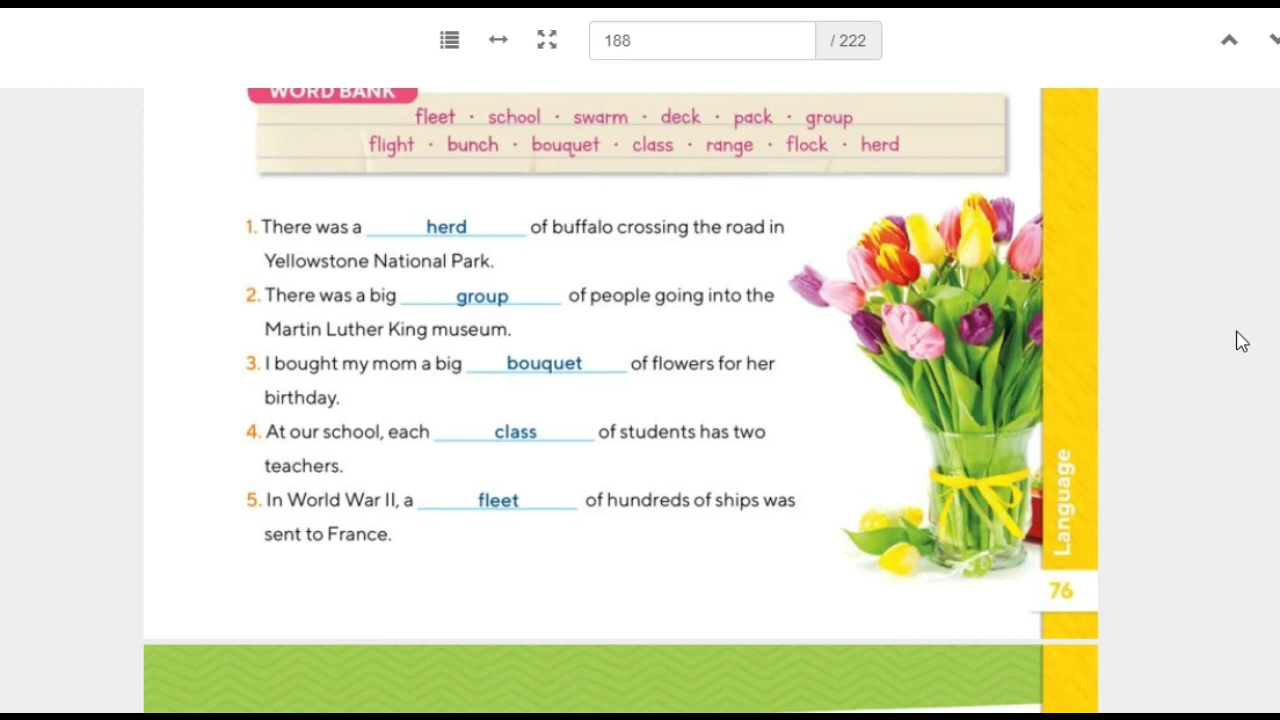 188 / 222
WORD BANK
fleet · school · swarm · deck · pack · group
flight · bunch · bouquet · class · range · flock · herd
1. There was a herd of buffalo crossing the road in
Yellowstone National Park.
2. There was a big group of people going into the
Martin Luther King museum.
3. I bought my mom a big bouquet of flowers for her
birthday.
4. At our school, each class of students has two
teachers.
5. In World War II, a fleet of hundreds of ships was
sent to France.
Language
76